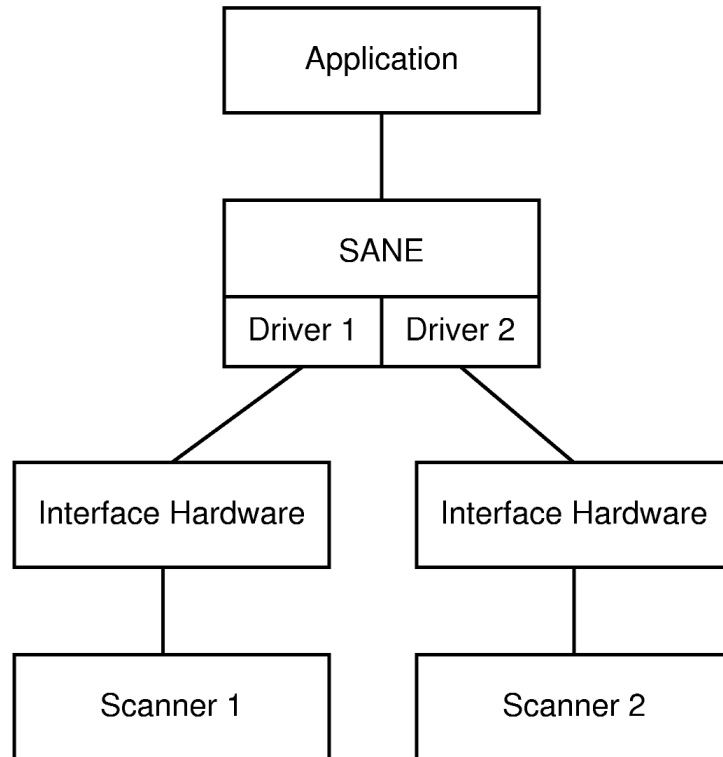 Application
SANE
Driver 1
Driver 2
Interface Hardware
Interface Hardware
Scanner 1
Scanner 2